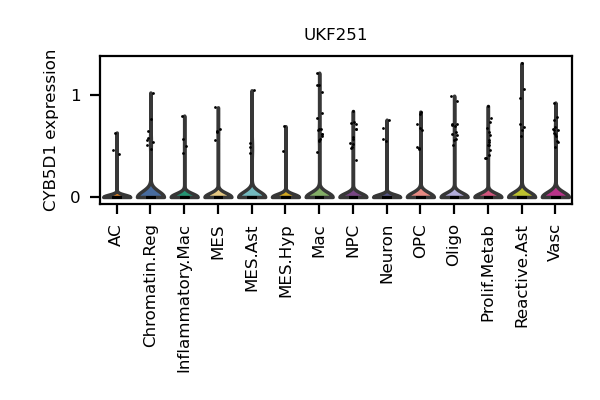 UKF251
CYB5D1 expression
1
0
AC
Chromatin.Reg
Inflammatory.Mac
MES
MES.Ast
MES.Hyp
Mac
NPC
Neuron
OPC
Oligo
Prolif.Metab
Reactive.Ast
Vasc